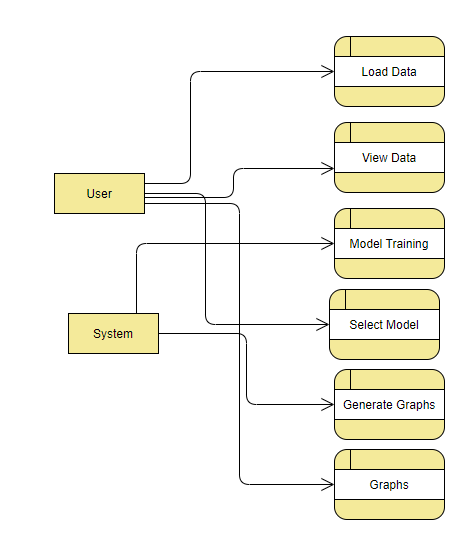 Load Data
View Data
User
Model Training
System
Select Model
Generate Graphs
Graphs